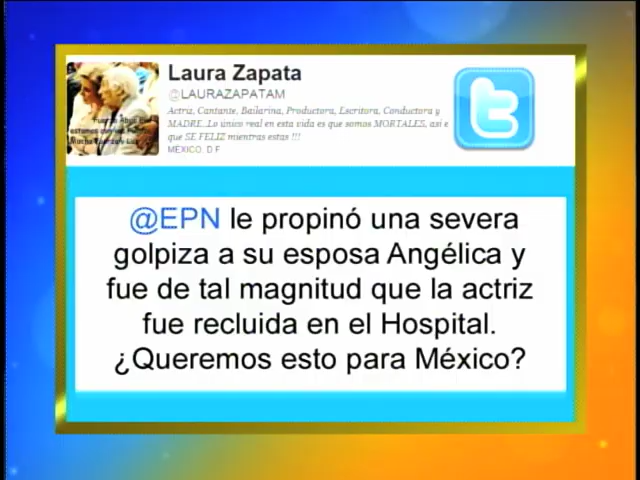 Laura Zapata
@LAURAZAPATAM
Actriz, Cantante, Bailarina, Productora, Escritora, Conductora y
MADRE..Lo único real en esta vida es que somos MORTALES, así e
que SE FELIZ mientras estas !!!
MÉXICO, D.F
@EPN le propinó una severa
golpiza a su esposa Angélica y
fue de tal magnitud que la actriz
fue recluida en el Hospital.
¿Queremos esto para México?